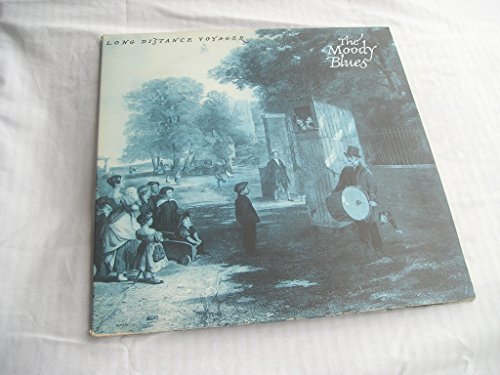 LONG DISTANCE VOYAGER
The
Moody
Blues